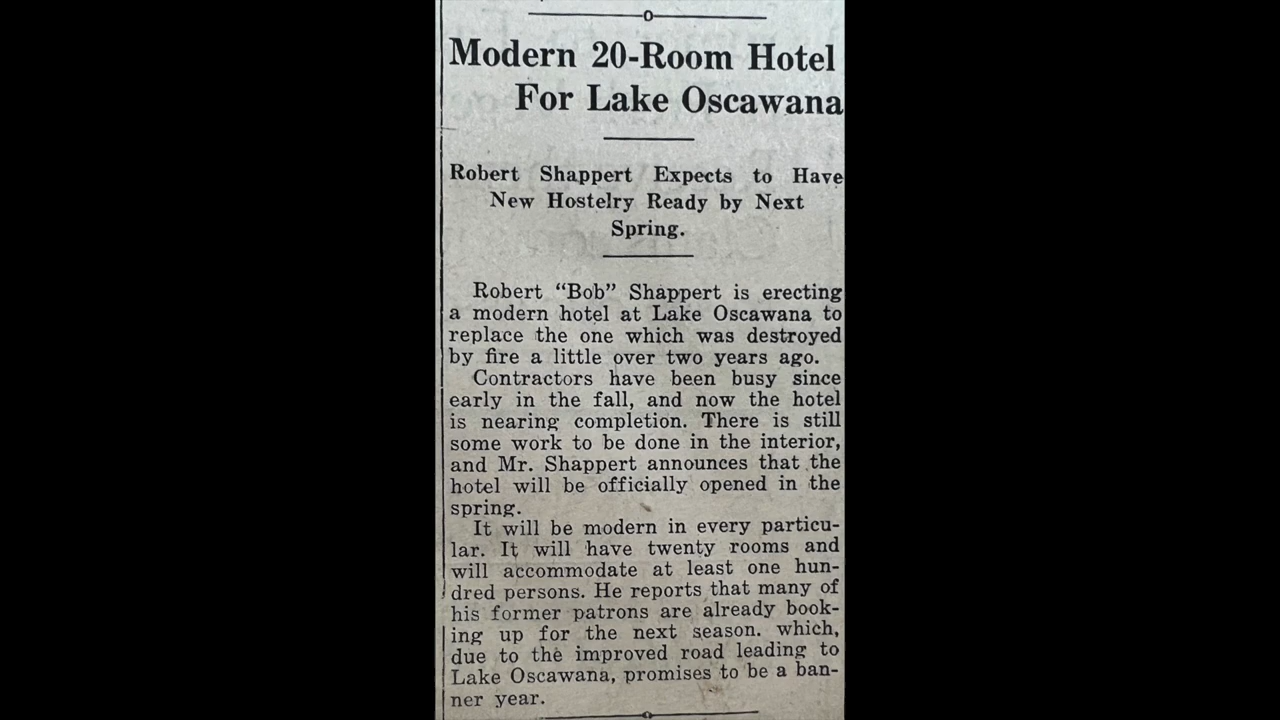 Modern 20-Room Hotel
For Lake Oscawana
Robert Shappert Expects to Have
New Hostelry Ready by Next
Spring.
Robert "Bob" Shappert is erecting
a modern hotel at Lake Oscawana to
replace the one which was destroyed
by fire a little over two years ago.
Contractors have been busy since
early in the fall, and now the hotel
is nearing completion. There is still
some work to be done in the interior,
and Mr. Shappert announces that the
hotel will be officially opened in the
spring.
It will be modern in every particu-
lar. It will have twenty rooms and
will accommodate at least one hun-
dred persons. He reports that many of
his former patrons are already book-
ing up for the next season. which,
due to the improved road leading to
Lake Oscawana, promises to be a ban-
ner year.